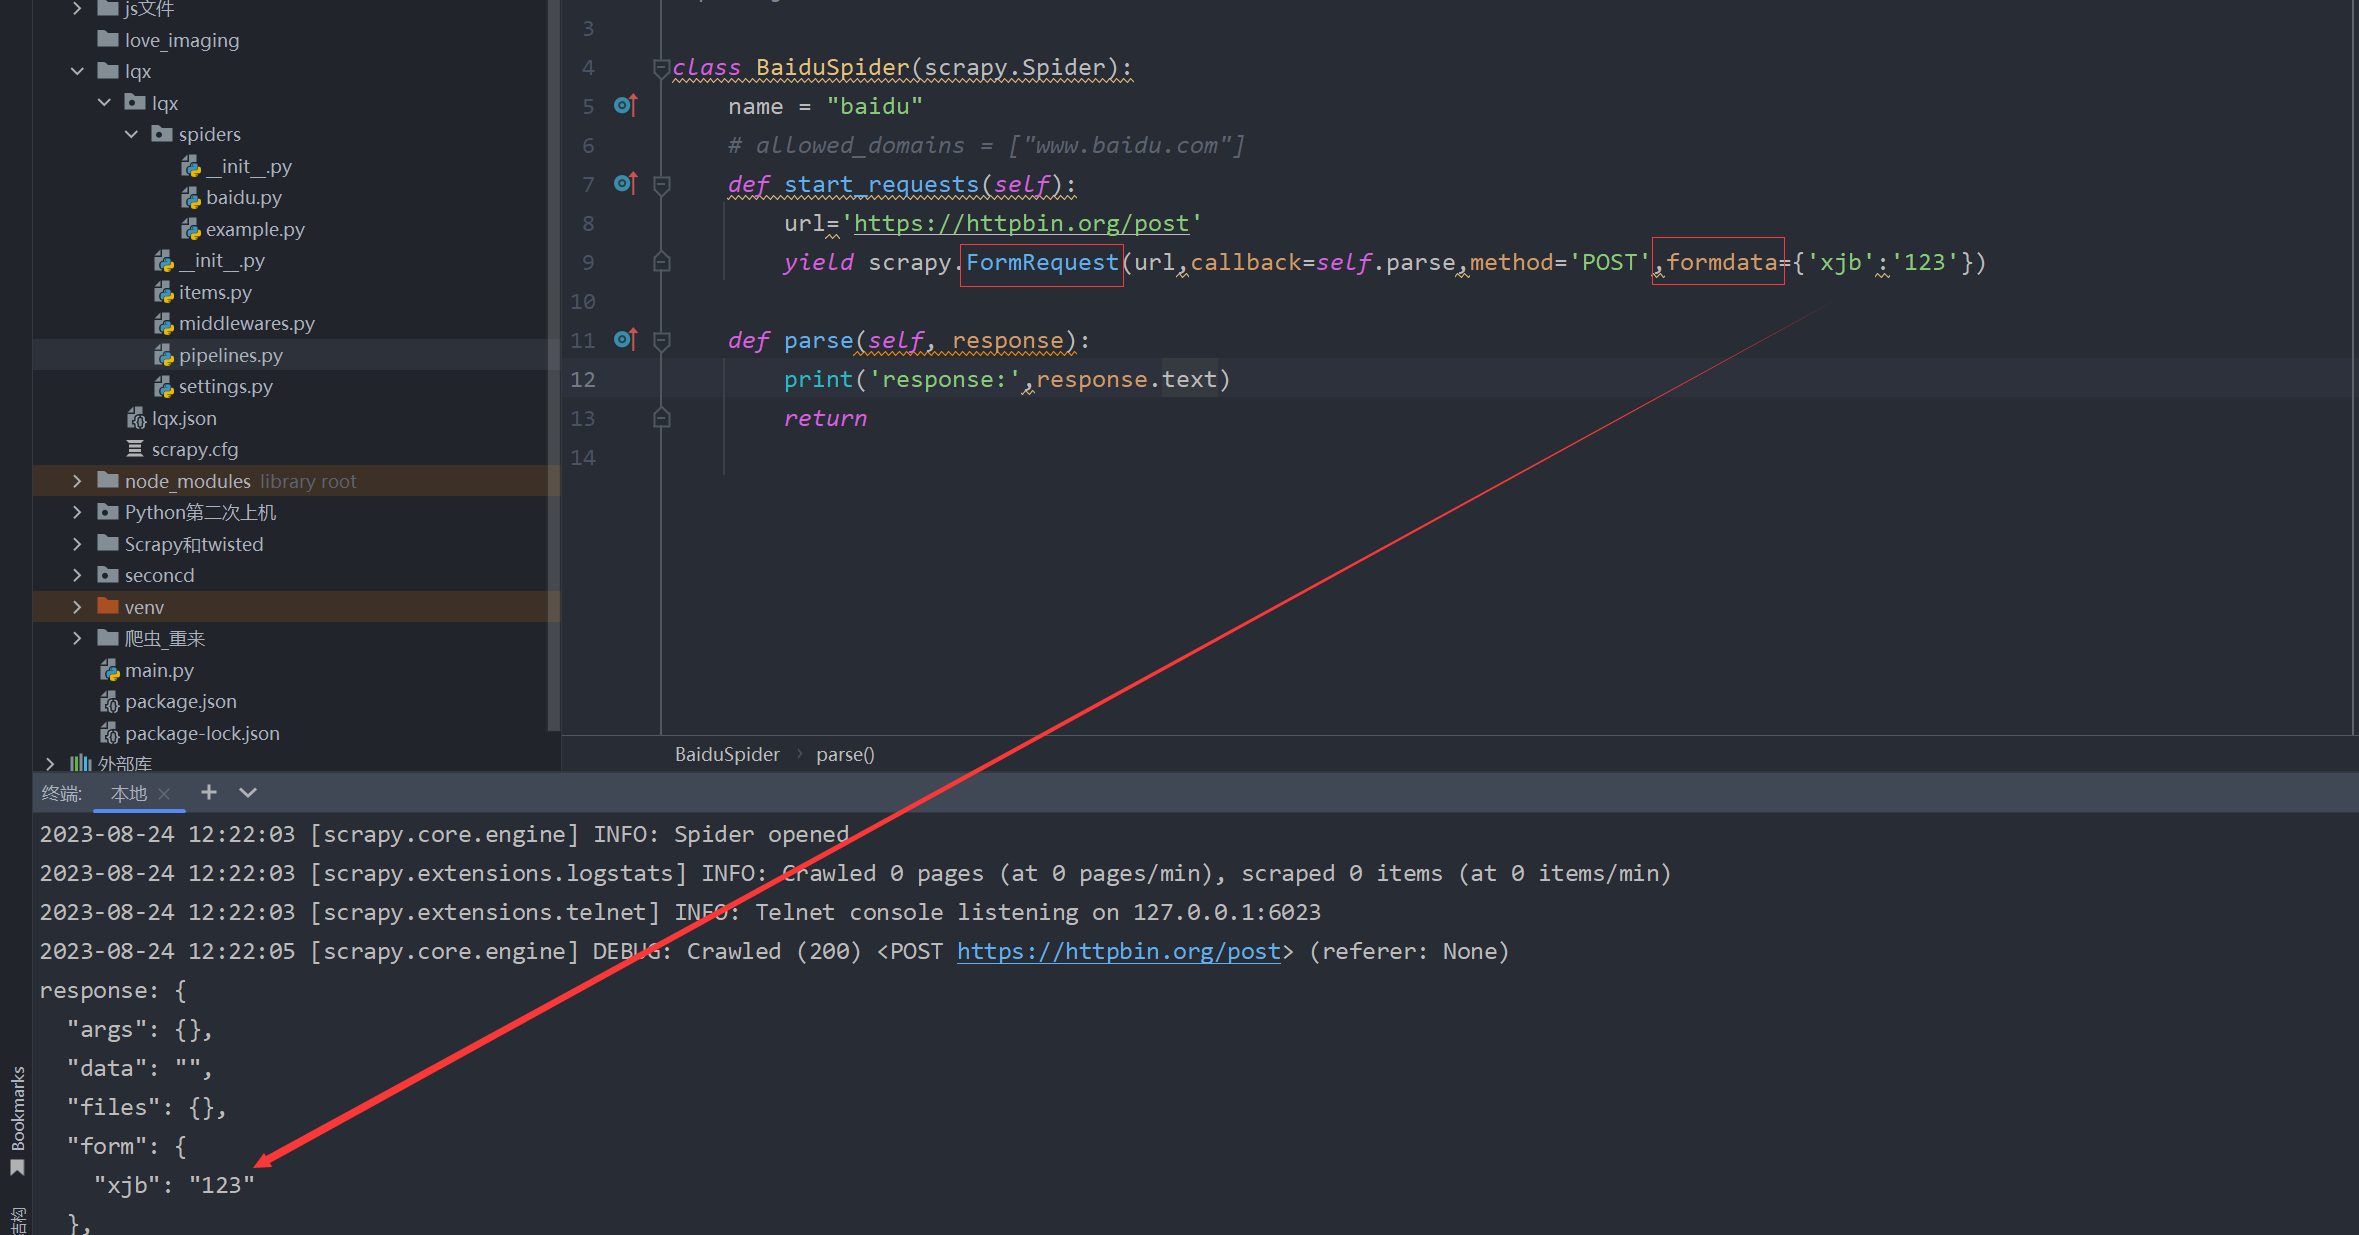 js文件
love_imaging
lqx
lqx
spiders
__init__.py
baidu.py
example.py
__init__.py
items.py
middlewares.py
pipelines.py
settings.py
lqx.json
scrapy.cfg
node_modules library root
Python第二次上机
Scrapy和twisted
seconcd
venv
爬虫_重来
main.py
package.json
package-lock.json
外部库
3
4 class BaiduSpider(scrapy.Spider):
5 name = "baidu"
6 # allowed_domains = ["www.baidu.com"]
7 def start_requests(self):
8 url='https://httpbin.org/post'
9 yield scrapy.FormRequest(url,callback=self.parse,method='POST',formdata={'xjb':'123'})
10
11 def parse(self, response):
12 print('response:',response.text)
13 return
14
BaiduSpider parse()
终端: 本地
2023-08-24 12:22:03 [scrapy.core.engine] INFO: Spider opened
2023-08-24 12:22:03 [scrapy.extensions.logstats] INFO: Crawled 0 pages (at 0 pages/min), scraped 0 items (at 0 items/min)
2023-08-24 12:22:03 [scrapy.extensions.telnet] INFO: Telnet console listening on 127.0.0.1:6023
2023-08-24 12:22:05 [scrapy.core.engine] DEBUG: Crawled (200) <POST https://httpbin.org/post> (referer: None)
response: {
"args": {},
"data": "",
"files": {},
"form": {
"xjb": "123"
},
Bookmarks
结构